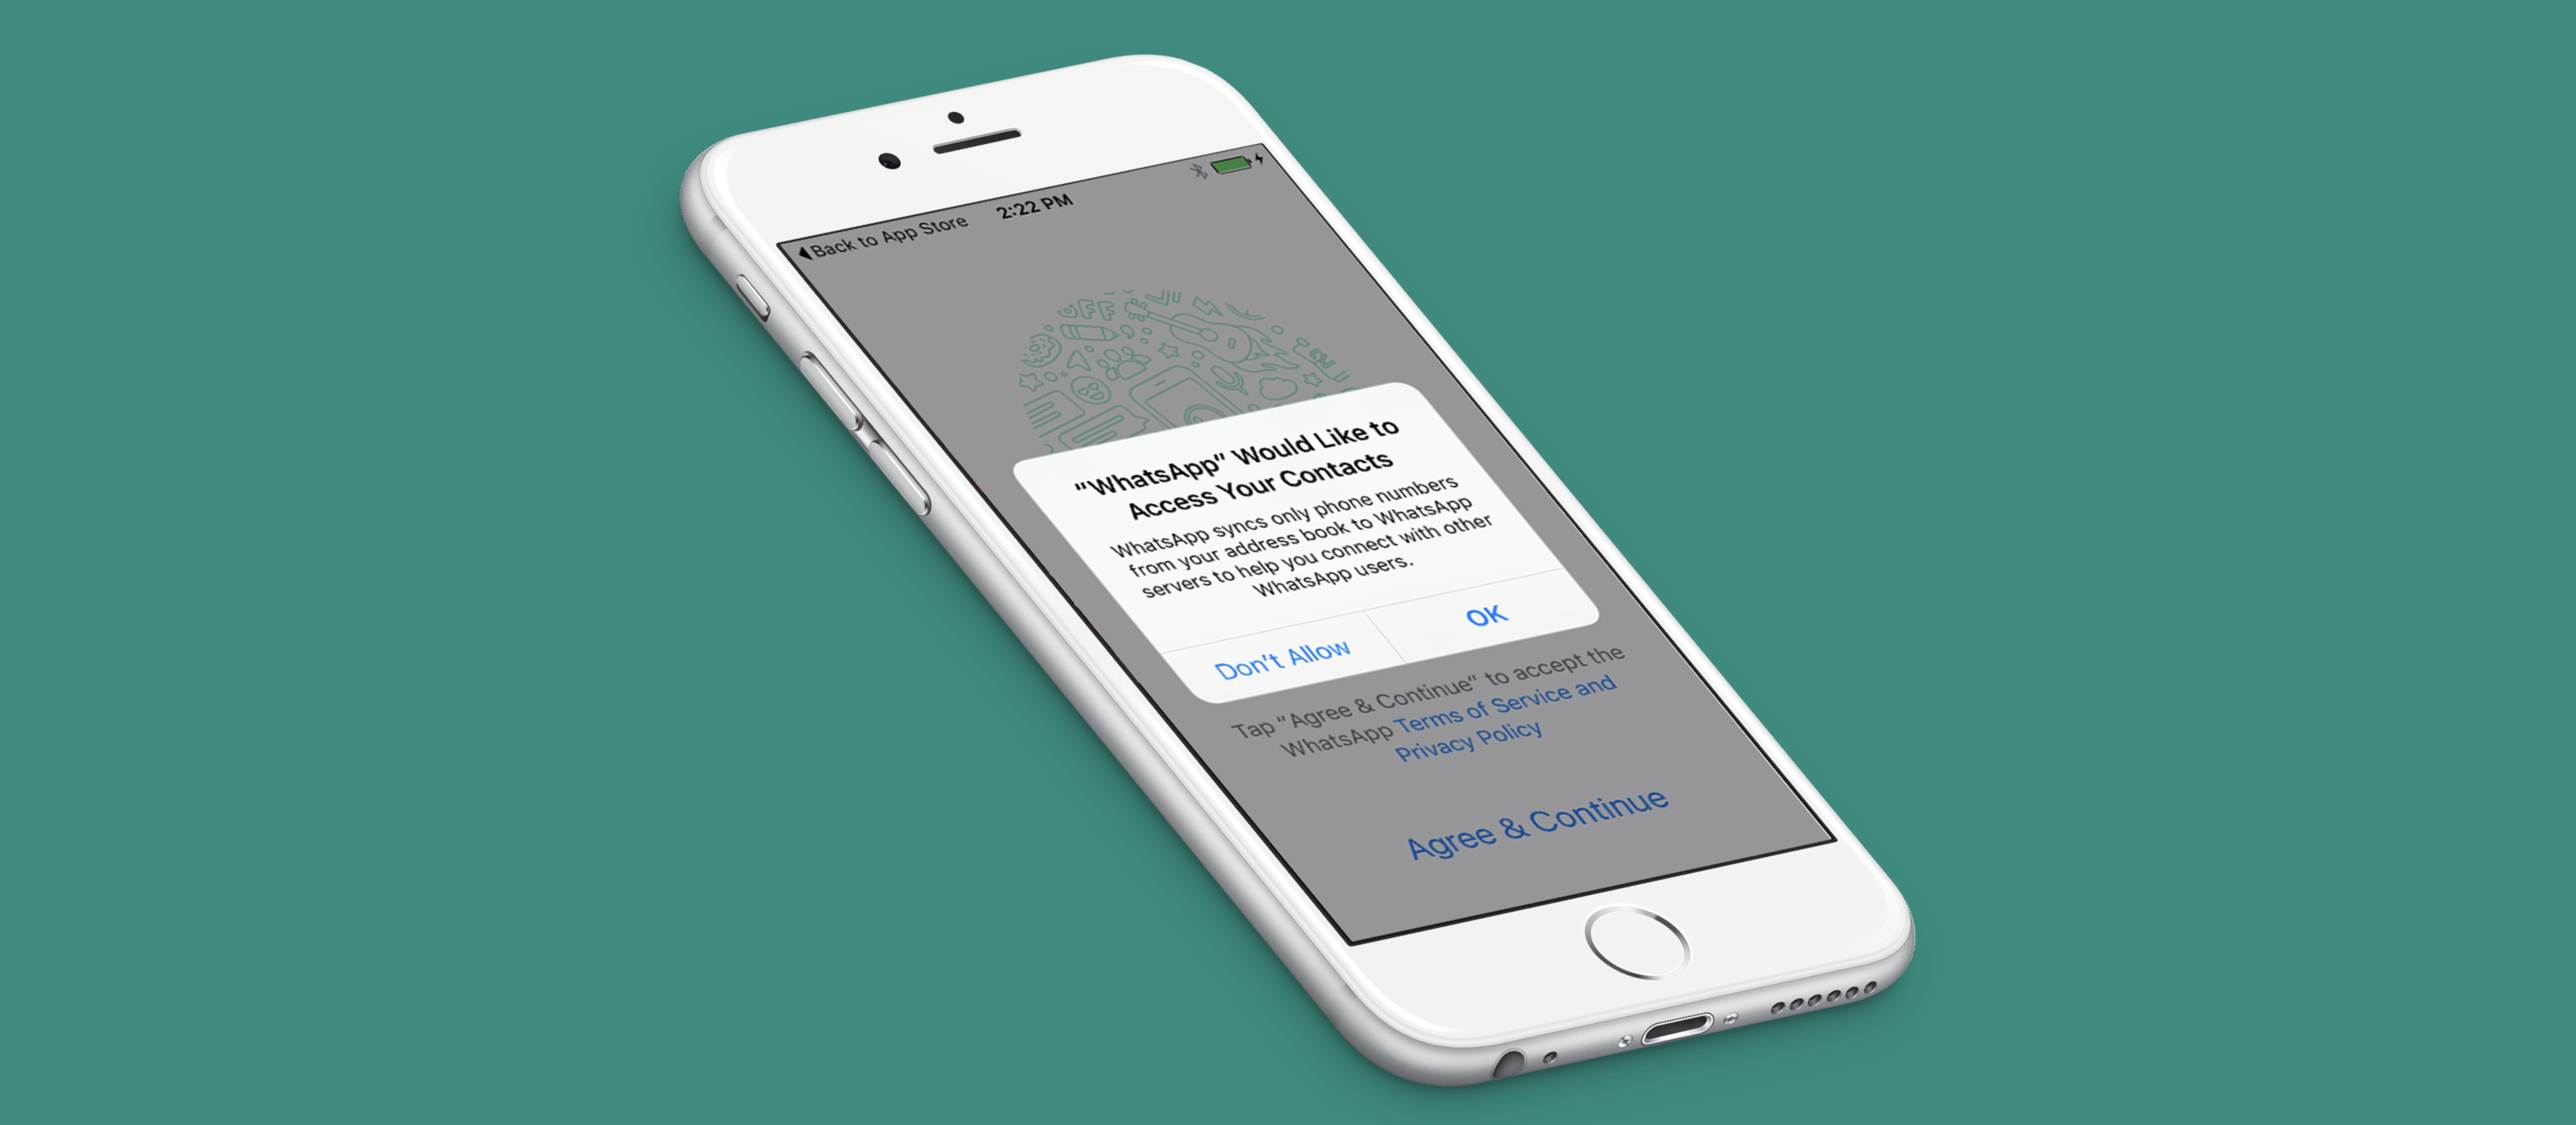 ◀Back to App Store
2:22 PM
OFF
"WhatsApp" Would Like to
Access Your Contacts
WhatsApp syncs only phone numbers
from your address book to WhatsApp
servers to help you connect with other
WhatsApp users.
Don't Allow
OK
Tap “Agree & Continue” to accept the
WhatsApp Terms of Service and
Privacy Policy
Agree & Continue